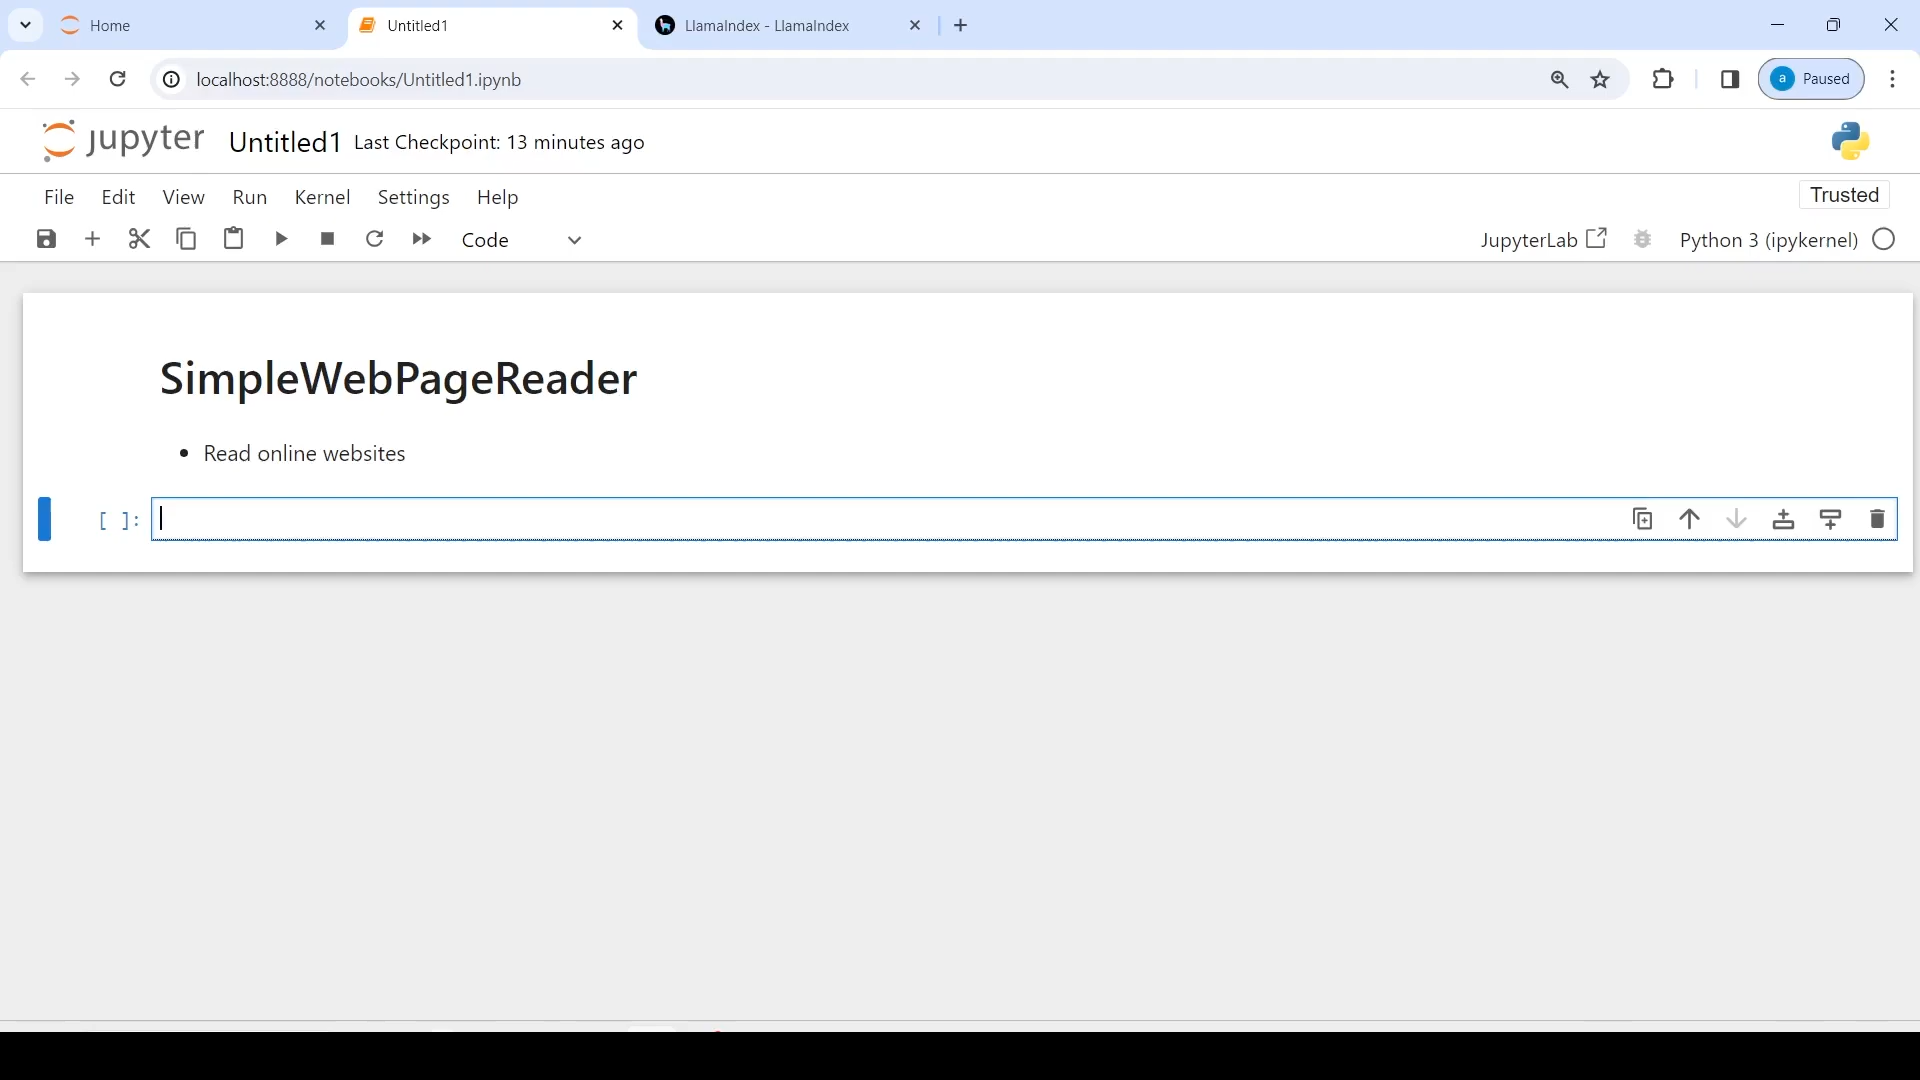 Home
Untitled1
LlamaIndex - LlamaIndex
localhost:8888/notebooks/Untitled1.ipynb
a Paused
jupyter Untitled1 Last Checkpoint: 13 minutes ago
File Edit View Run Kernel Settings Help
Trusted
Code
JupyterLab
Python 3 (ipykernel)
SimpleWebPageReader
• Read online websites
[ ]: